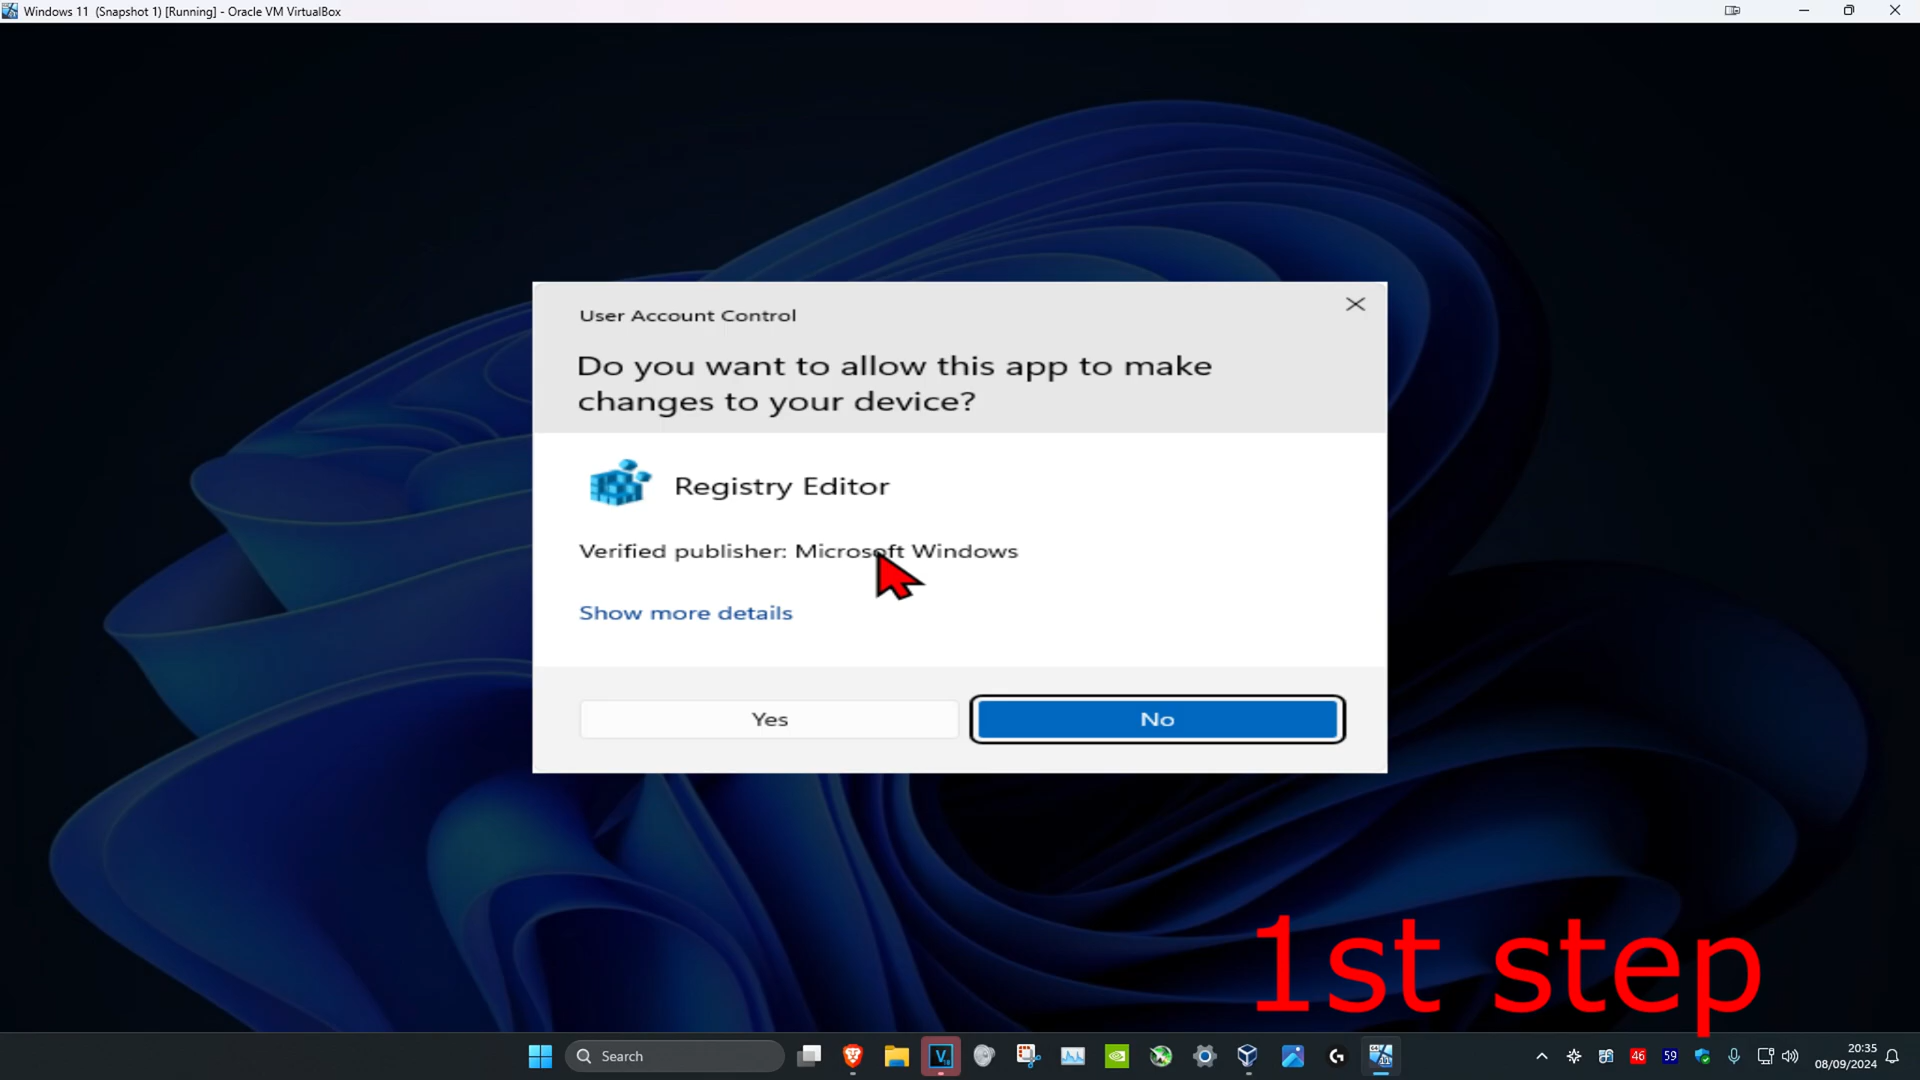 Windows 11 (Snapshot 1) [Running] - Oracle VM VirtualBox
User Account Control
Do you want to allow this app to make
changes to your device?
Registry Editor
Verified publisher: Microsoft Windows
Show more details
Yes
No
1st step
Search
46
59
20:35
08/09/2024